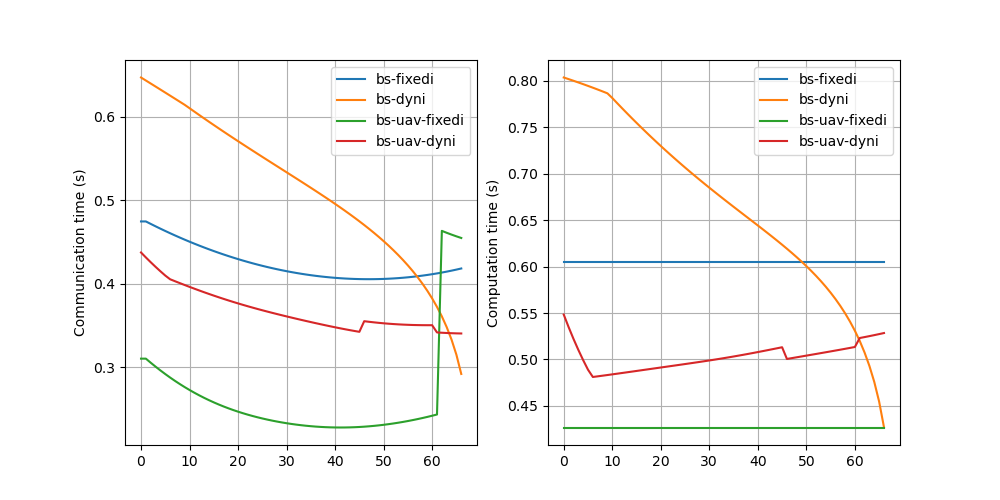 Communication time (s)
0.6
0.5
0.4
0.3
0 10 20 30 40 50 60
bs-fixedi
bs-dyni
bs-uav-fixedi
bs-uav-dyni
Computation time (s)
0.80
0.75
0.70
0.65
0.60
0.55
0.50
0.45
0 10 20 30 40 50 60
bs-fixedi
bs-dyni
bs-uav-fixedi
bs-uav-dyni